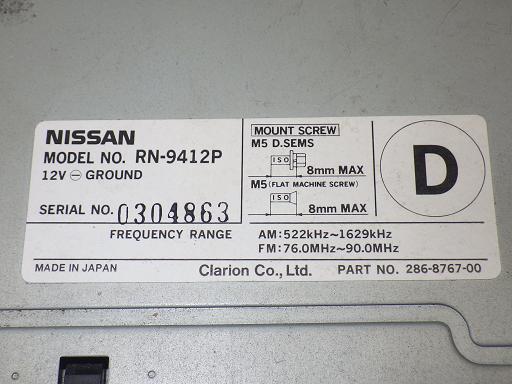 NISSAN
MODEL NO. RN-9412P
12V ⊖ GROUND
SERIAL NO. 0304863
MOUNT SCREW
M5 D.SEMS
ISO
8mm MAX
M5 (FLAT MACHINE SCREW)
ISO
8mm MAX
D
FREQUENCY RANGE
AM: 522kHz~1629kHz
FM: 76.0MHz~90.0MHz
MADE IN JAPAN
Clarion Co., Ltd.
PART NO. 286-8767-00